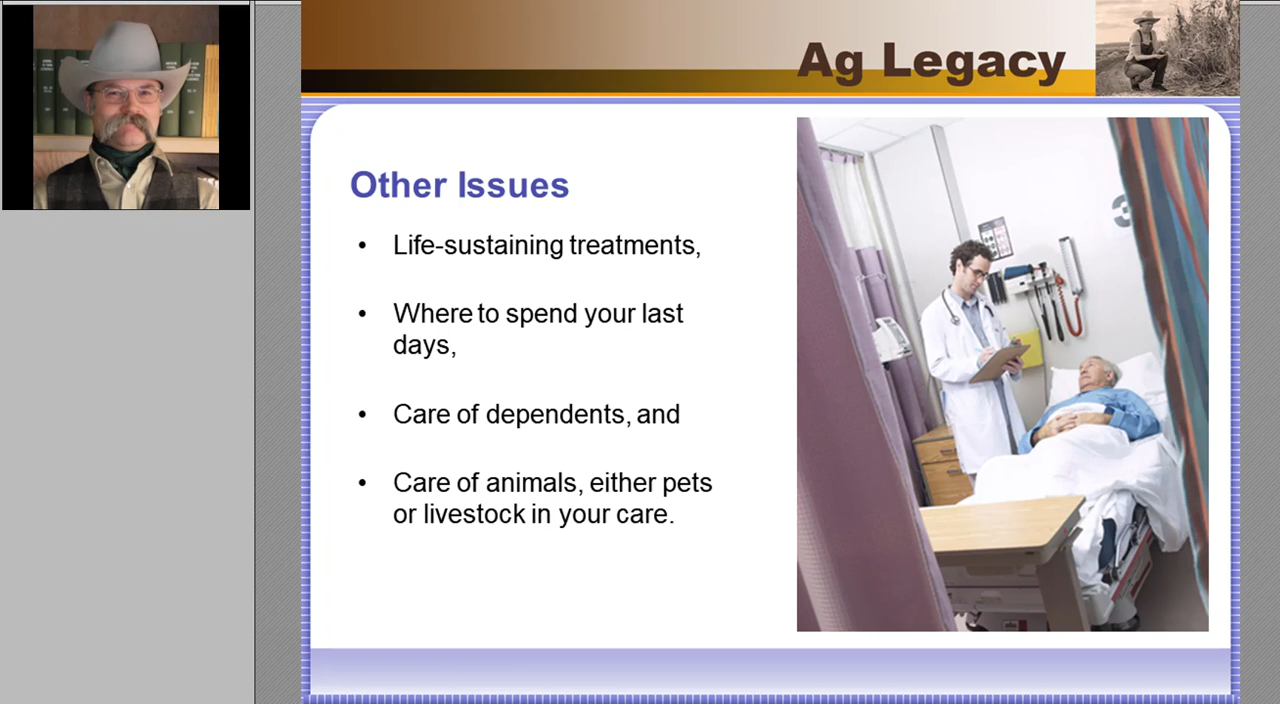 Ag Legacy
Other Issues
• Life-sustaining treatments,
• Where to spend your last
days,
• Care of dependents, and
• Care of animals, either pets
or livestock in your care.
3